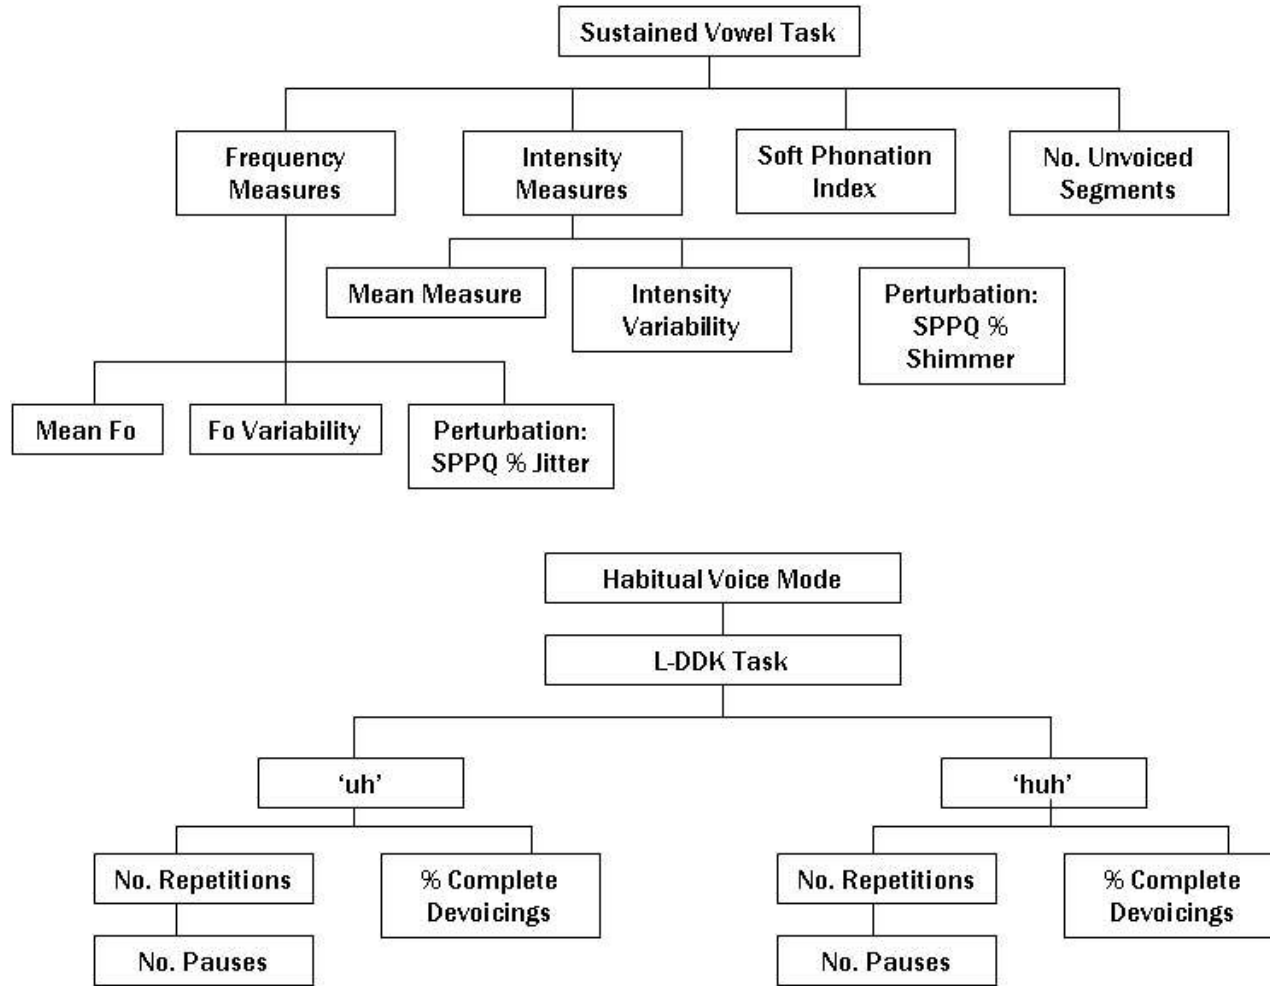 Sustained Vowel Task
Frequency
Measures
Intensity
Measures
Soft Phonation
Index
No. Unvoiced
Segments
Mean Measure
Intensity
Variability
Perturbation:
SPPQ %
Shimmer
Mean Fo
Fo Variability
Perturbation:
SPPQ % Jitter
Habitual Voice Mode
L-DDK Task
‘uh’
‘huh’
No. Repetitions
% Complete
Devoicings
No. Repetitions
% Complete
Devoicings
No. Pauses
No. Pauses